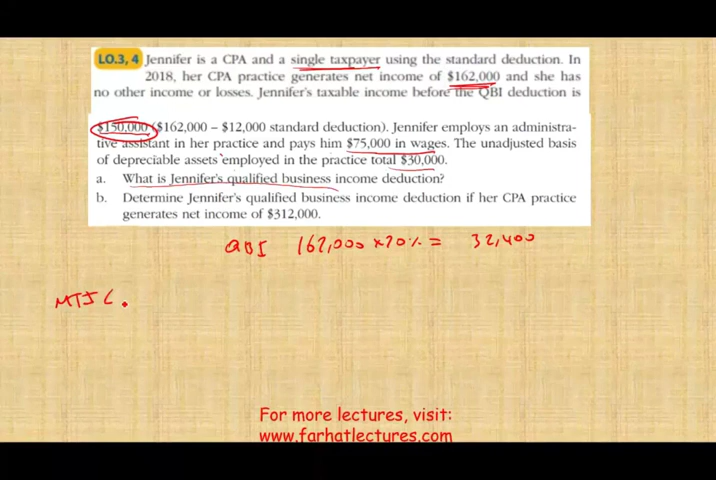 LO.3, 4 Jennifer is a CPA and a single taxpayer using the standard deduction. In
2018, her CPA practice generates net income of $162,000 and she has
no other income or losses. Jennifer's taxable income before the QBI deduction is
$150,000 ($162,000 – $12,000 standard deduction). Jennifer employs an administra-
tive assistant in her practice and pays him $75,000 in wages. The unadjusted basis
of depreciable assets employed in the practice total $30,000.
a. What is Jennifer's qualified business income deduction?
b. Determine Jennifer's qualified business income deduction if her CPA practice
generates net income of $312,000.
QBI 162,000 x 20% = 32,400
For more lectures, visit:
www.farhatlectures.com